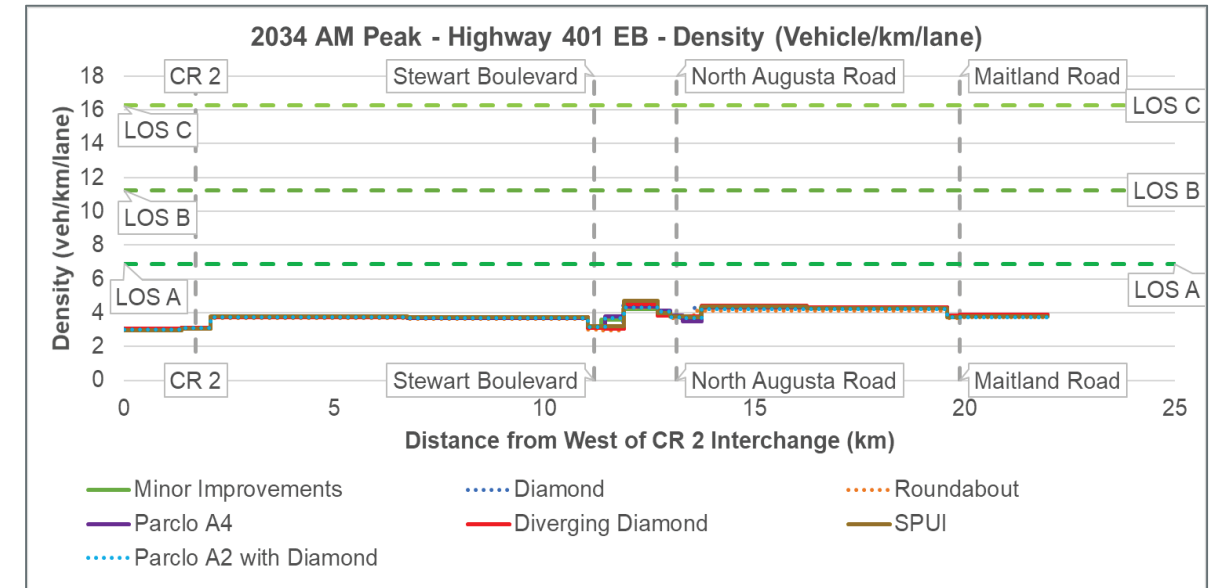 2034 AM Peak - Highway 401 EB - Density (Vehicle/km/lane)
18
CR 2
Stewart Boulevard
North Augusta Road
Maitland Road
16
LOS C
LOS C
14
12
LOS B
LOS B
10
8
6
LOS A
LOS A
4
2
0
CR 2
Stewart Boulevard
North Augusta Road
Maitland Road
Density (veh/km/lane)
0
5
10
15
20
25
Distance from West of CR 2 Interchange (km)
Minor Improvements
Diamond
Roundabout
Parclo A4
Diverging Diamond
SPUI
Parclo A2 with Diamond